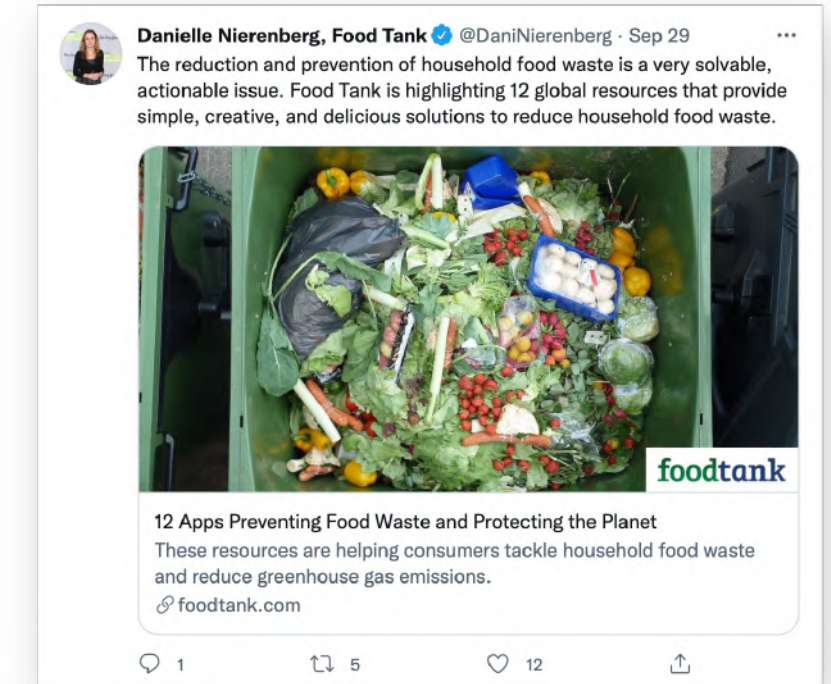 Danielle Nierenberg, Food Tank @DaniNierenberg · Sep 29
The reduction and prevention of household food waste is a very solvable,
actionable issue. Food Tank is highlighting 12 global resources that provide
simple, creative, and delicious solutions to reduce household food waste.
foodtank
12 Apps Preventing Food Waste and Protecting the Planet
These resources are helping consumers tackle household food waste
and reduce greenhouse gas emissions.
foodtank.com
1 5 12